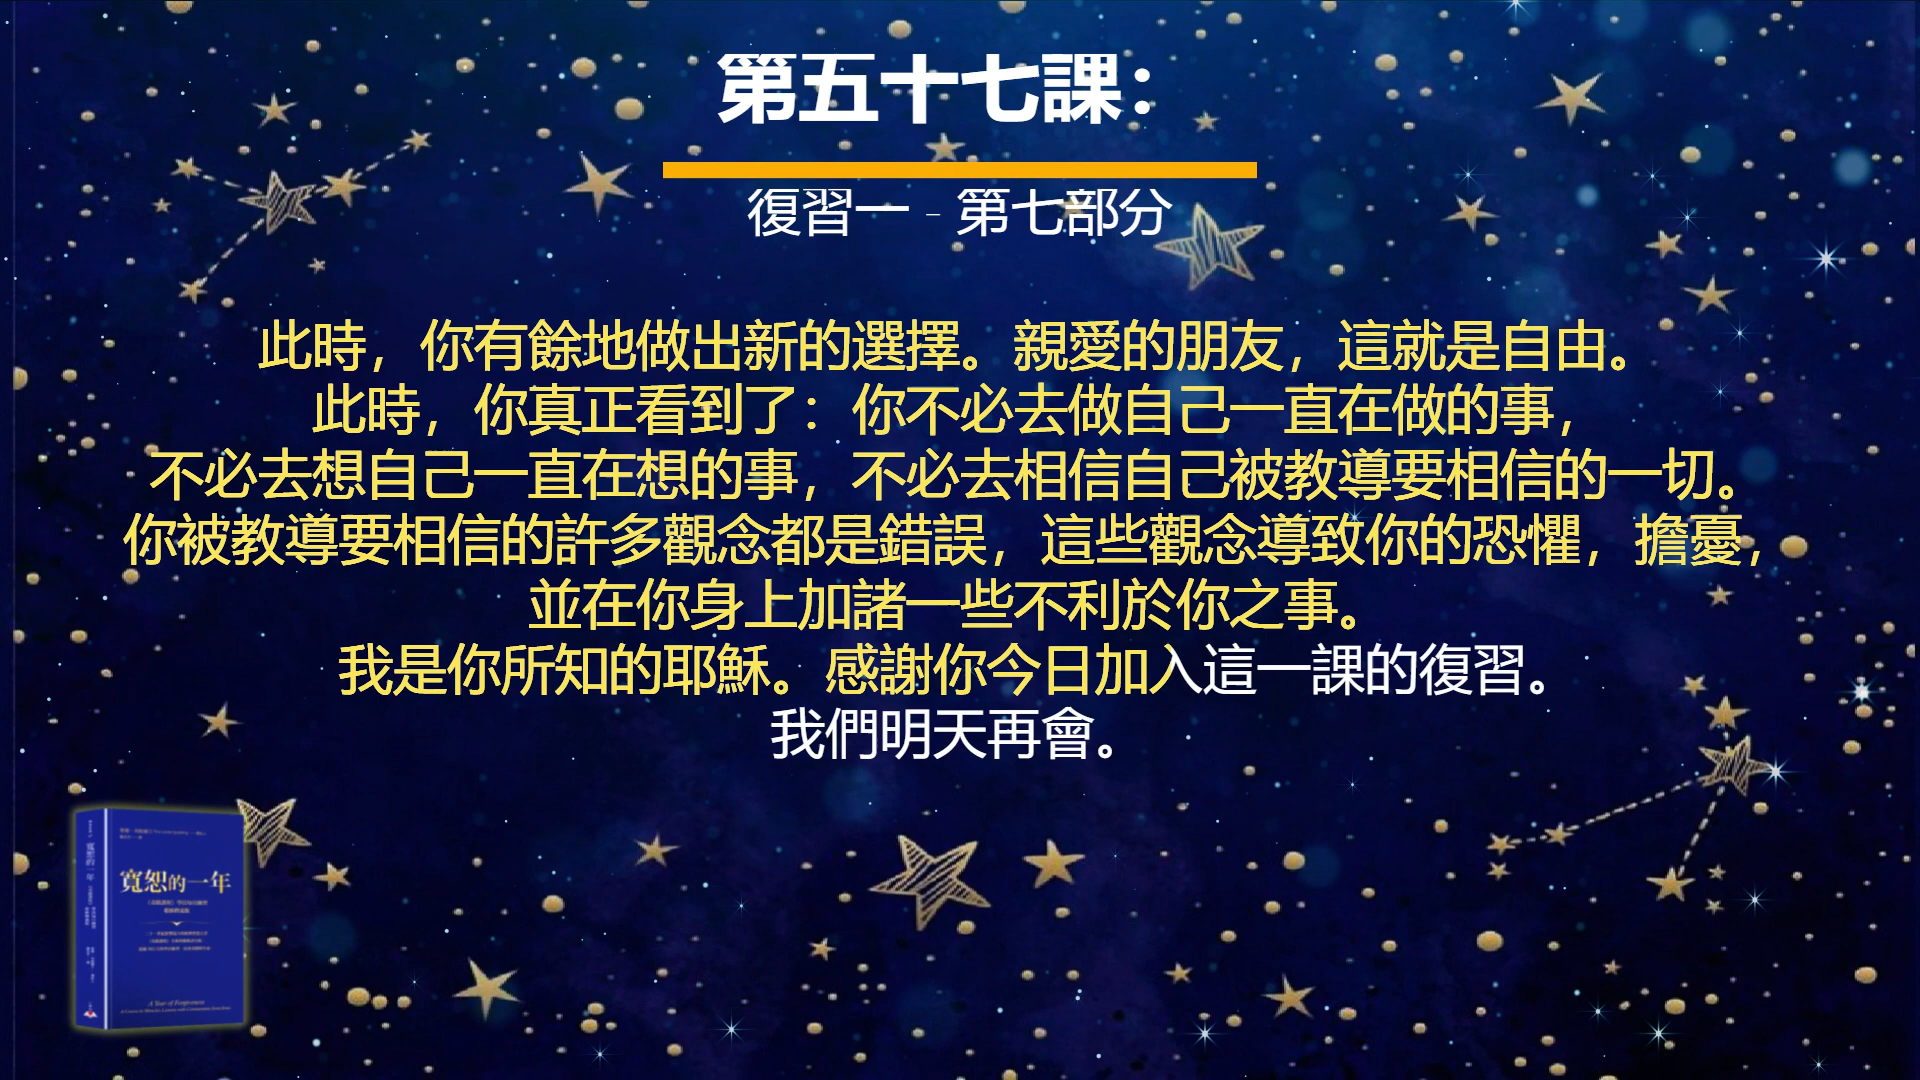 第五十七課：
復習一 - 第七部分
此時，你有餘地做出新的選擇。親愛的朋友，這就是自由。
此時，你真正看到了：你不必去做自己一直在做的事，
不必去想自己一直在想的事，不必去相信自己被教導要相信的一切。
你被教導要相信的許多觀念都是錯誤，這些觀念導致你的恐懼，擔憂，
並在你身上加諸一些不利於你之事。
我是你所知的耶穌。感謝你今日加入這一課的復習。
我們明天再會。
寬恕的一年
A Year of Forgiveness